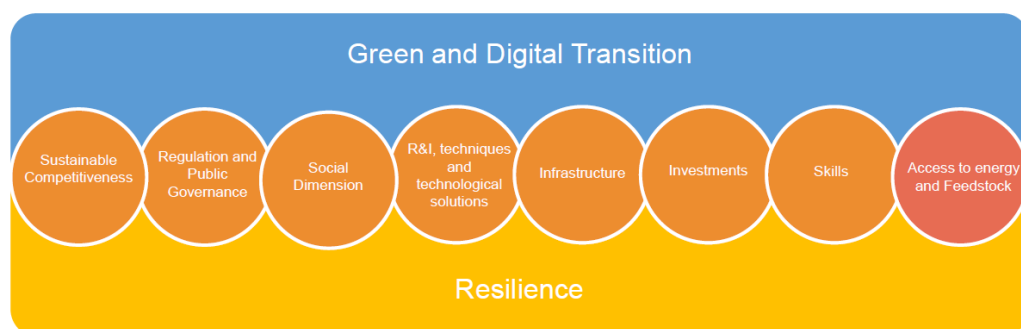 Green and Digital Transition
Sustainable
Competitiveness
Regulation and
Public
Governance
Social
Dimension
R&I, techniques
and
technological
solutions
Infrastructure
Investments
Skills
Access to energy
and Feedstock
Resilience